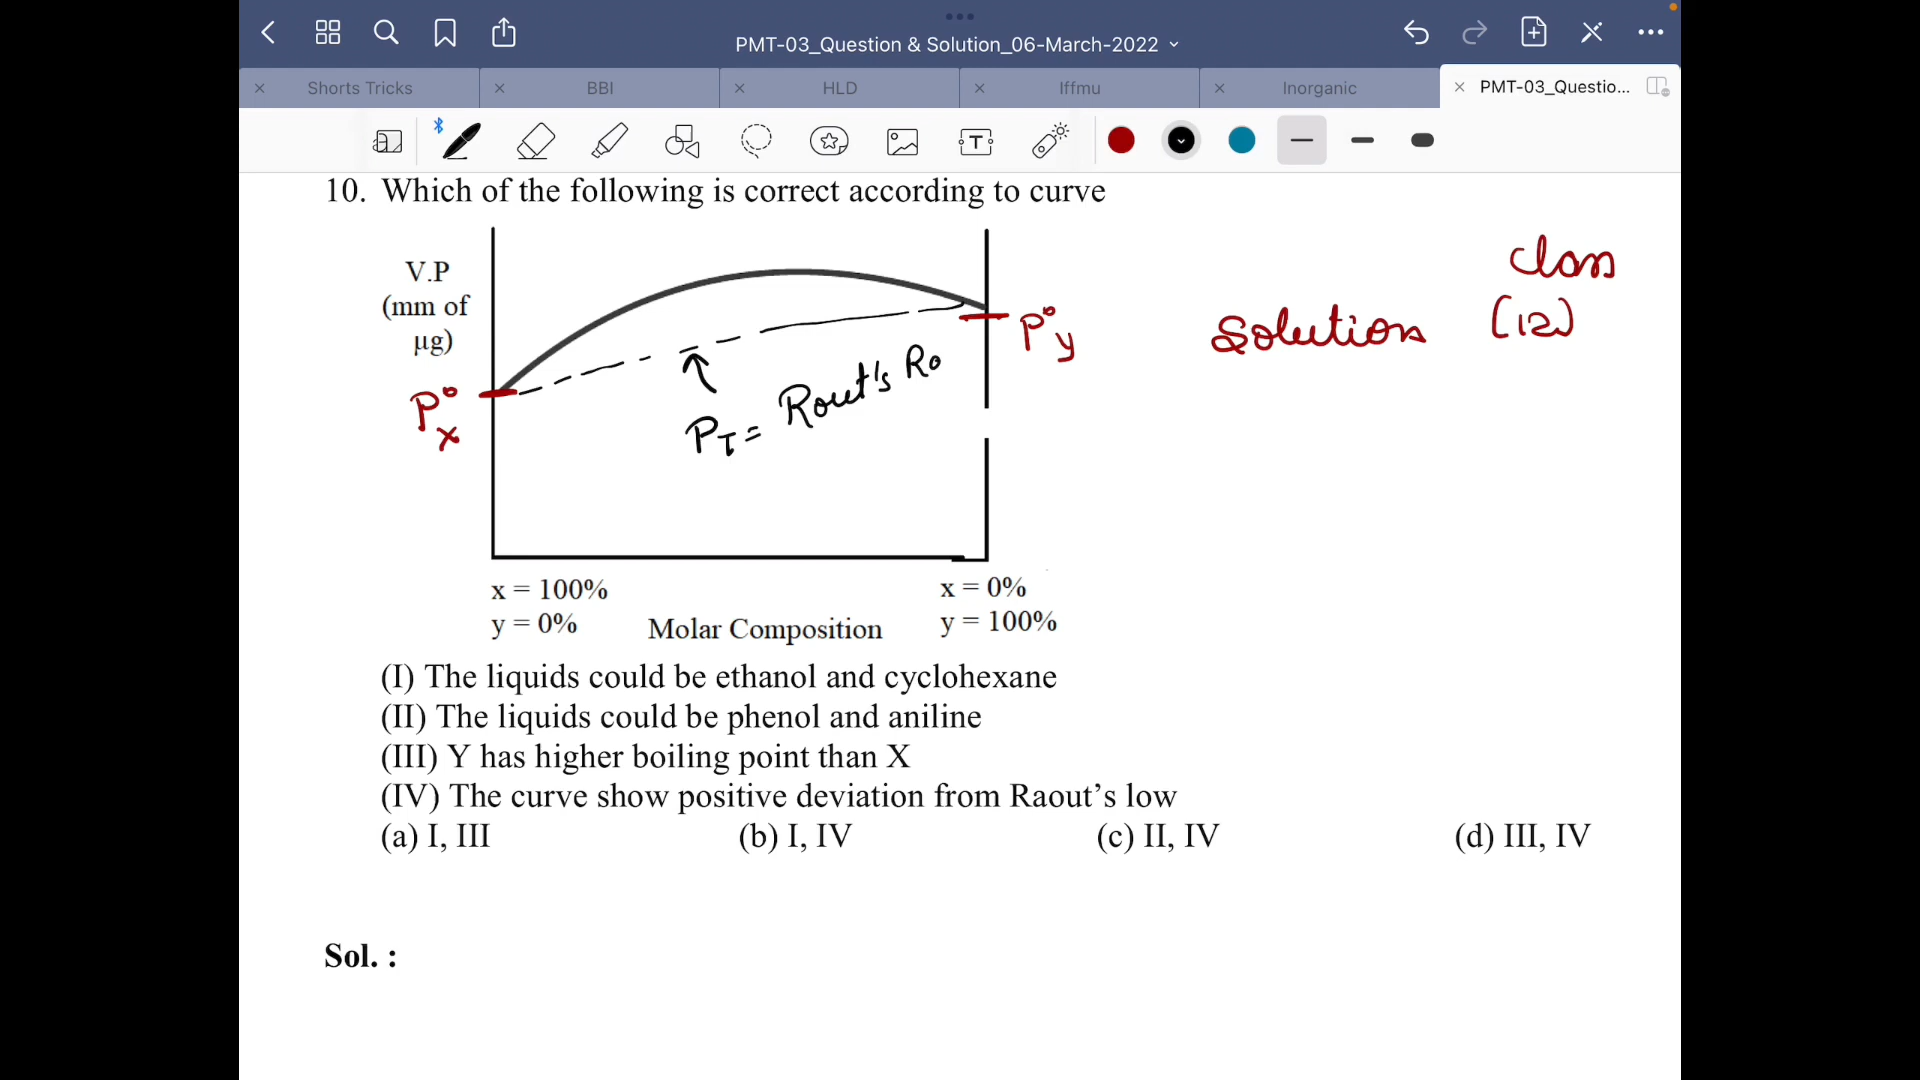 PMT-03_Question & Solution_06-March-2022
Shorts Tricks
BBI
HLD
Iffmu
Inorganic
PMT-03_Questio...
10. Which of the following is correct according to curve
V.P
(mm of
μg)
P°x
P°y
PT = Rout's Ro
Solution
Class
(12)
x = 100%
y = 0%
Molar Composition
x = 0%
y = 100%
(I) The liquids could be ethanol and cyclohexane
(II) The liquids could be phenol and aniline
(III) Y has higher boiling point than X
(IV) The curve show positive deviation from Raout’s low
(a) I, III (b) I, IV (c) II, IV (d) III, IV
Sol. :